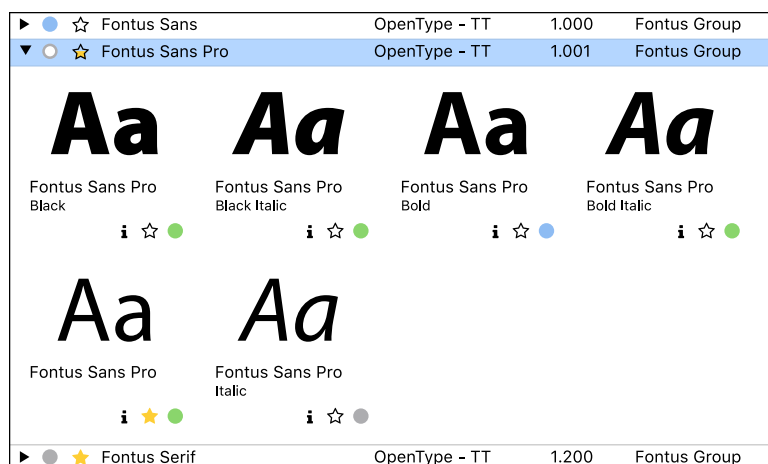 Fontus Sans OpenType - TT 1.000 Fontus Group
Fontus Sans Pro OpenType - TT 1.001 Fontus Group
Aa Aa Aa Aa
Fontus Sans Pro Fontus Sans Pro Fontus Sans Pro Fontus Sans Pro
Black Black Italic Bold Bold Italic
i i i i
Aa Aa
Fontus Sans Pro Fontus Sans Pro
Italic
i i
Fontus Serif OpenType - TT 1.200 Fontus Group